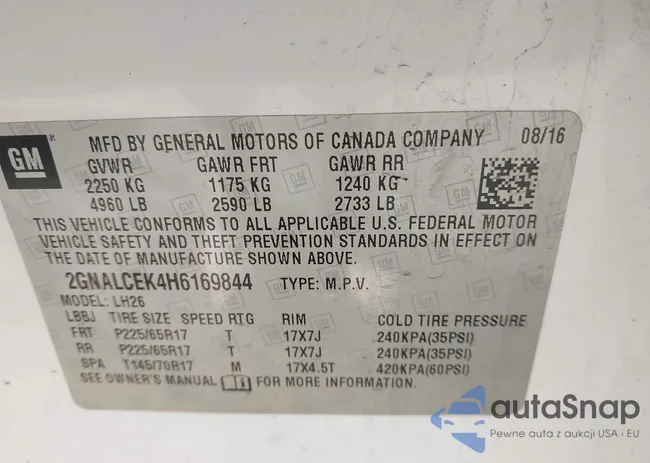 GM
MFD BY GENERAL MOTORS OF CANADA COMPANY 08/16
GVWR GAWR FRT GAWR RR
2250 KG 1175 KG 1240 KG
4960 LB 2590 LB 2733 LB
THIS VEHICLE CONFORMS TO ALL APPLICABLE U.S. FEDERAL MOTOR
VEHICLE SAFETY AND THEFT PREVENTION STANDARDS IN EFFECT ON
THE DATE OF MANUFACTURE SHOWN ABOVE.
2GNALCEK4H6169844 TYPE: M.P.V.
MODEL: LH26
LBBJ TIRE SIZE SPEED RTG RIM COLD TIRE PRESSURE
FRT P225/65R17 T 17X7J 240KPA(35PSI)
RR P225/65R17 T 17X7J 240KPA(35PSI)
SPA T145/70R17 M 17X4.5T 420KPA(60PSI)
SEE OWNER'S MANUAL FOR MORE INFORMATION.
autaSnap
Pewne auta z aukcji USA i EU